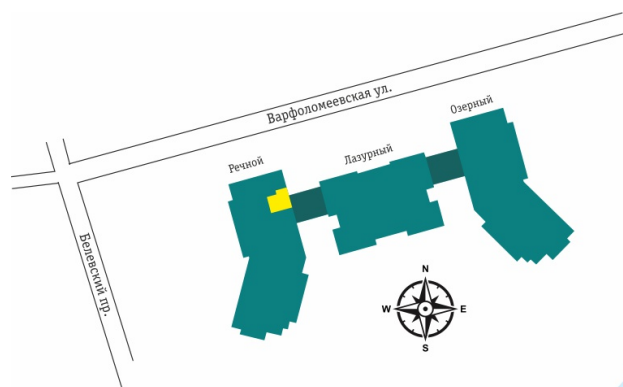 Варфоломеевская ул.
Озерный
Лазурный
Речной
Белевский пр.
N
W
E
S